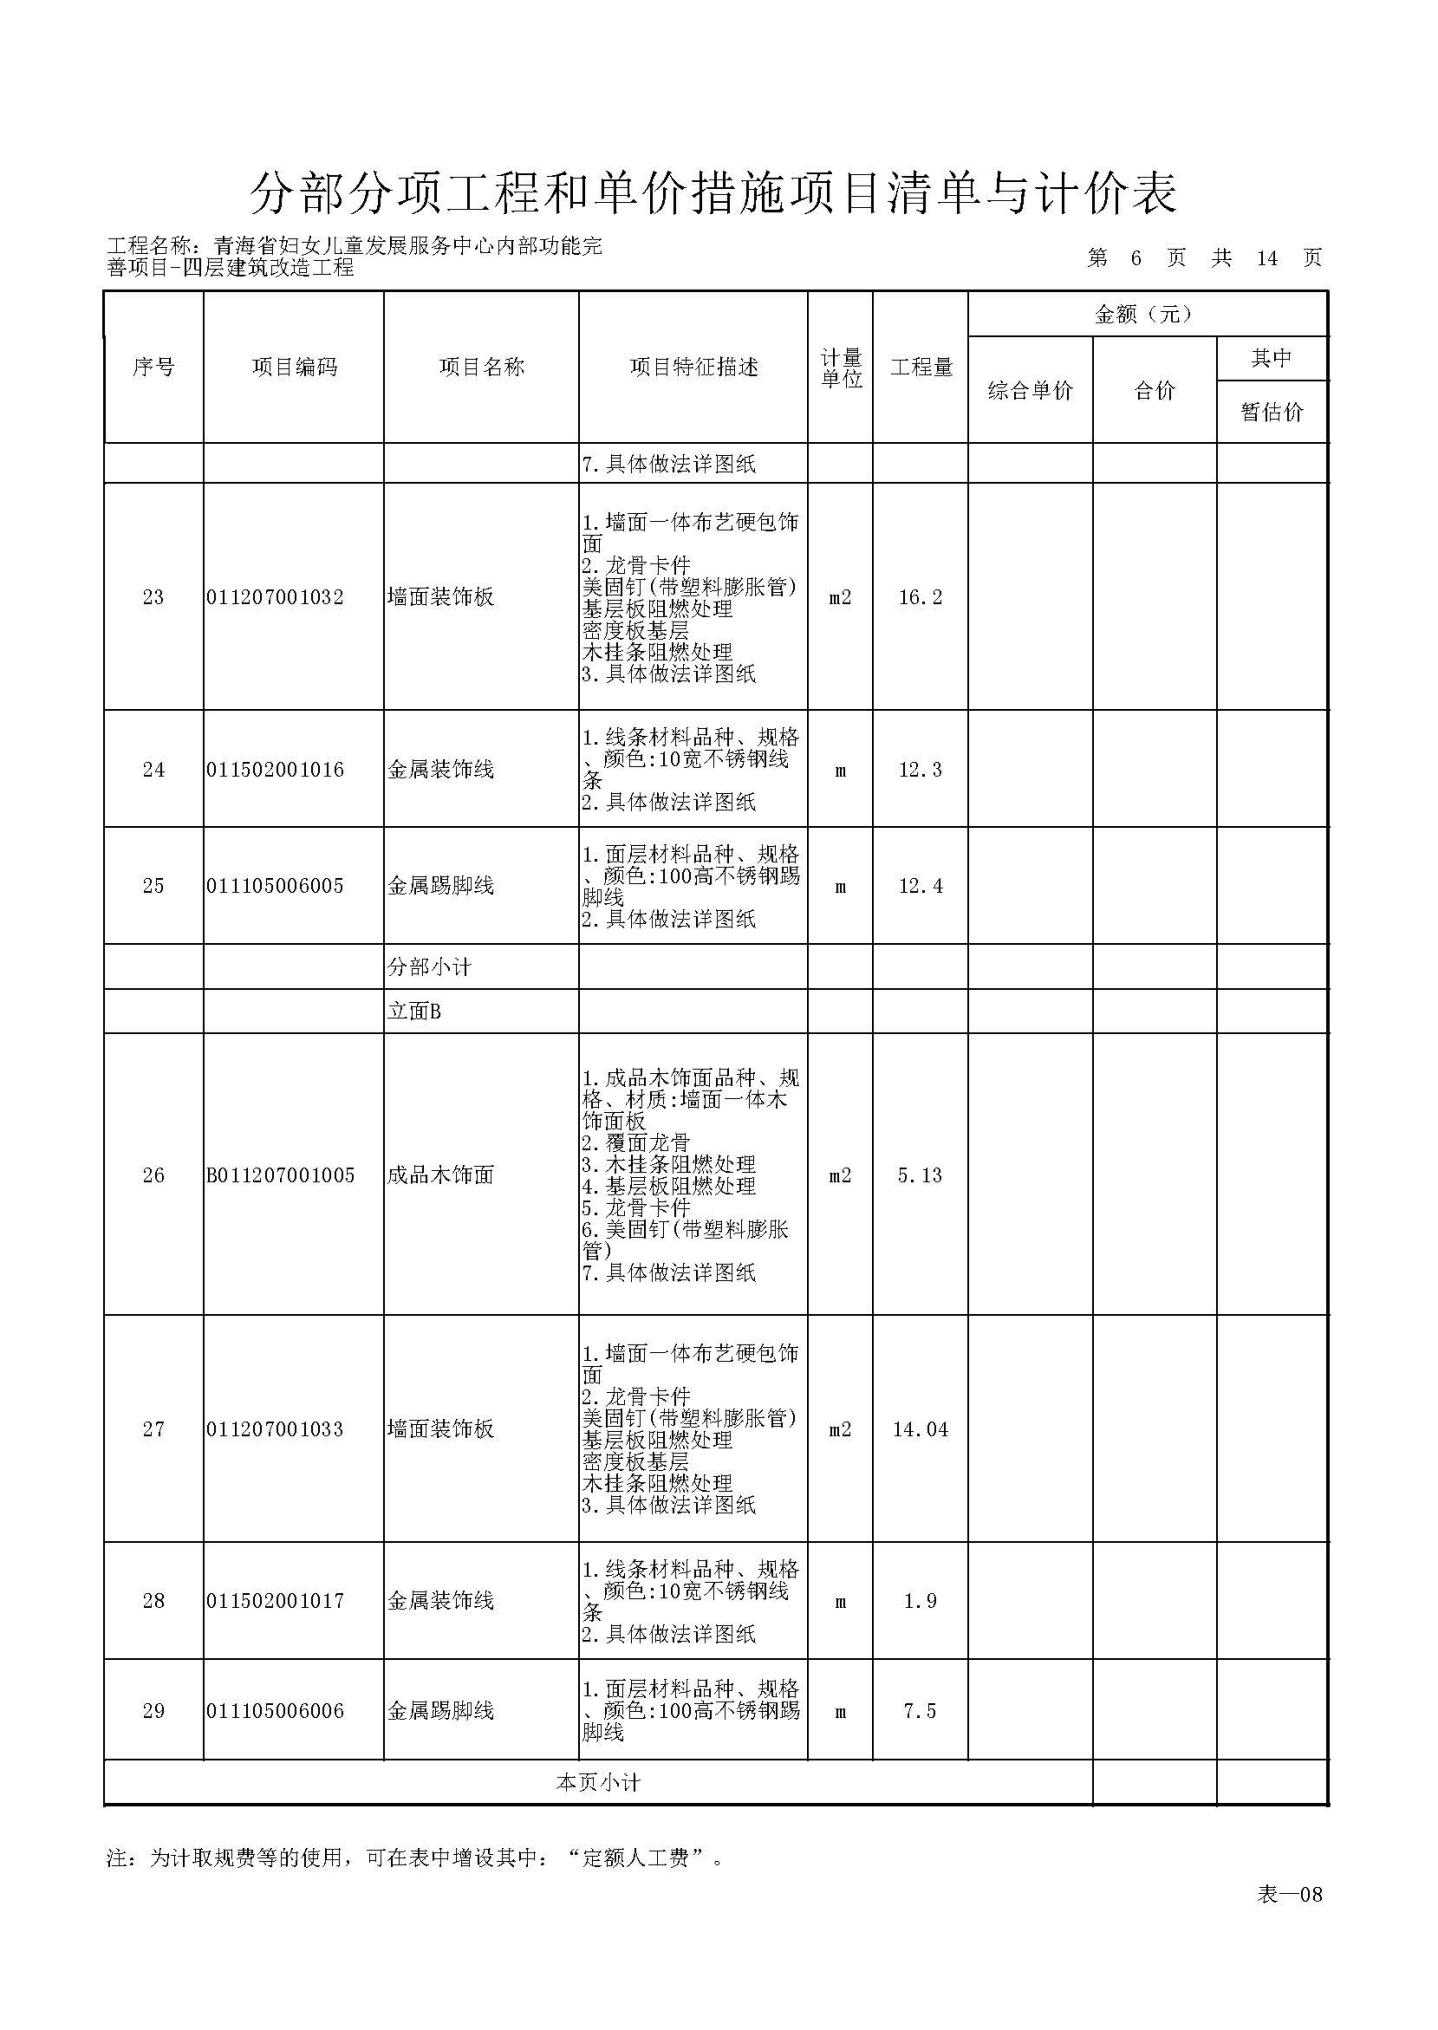 分部分项工程和单价措施项目清单与计价表
工程名称：青海省妇女儿童发展服务中心内部功能完
善项目-四层建筑改造工程
第 6 页 共 14 页
序号 项目编码 项目名称 项目特征描述 计量单位 工程量 金额（元）
综合单价 合价 其中
暂估价
7.具体做法详图纸
23 011207001032 墙面装饰板 m2 16.2
1.墙面一体布艺硬包饰
面
2.龙骨卡件
美固钉(带塑料膨胀管)
基层板阻燃处理
密度板基层
木挂条阻燃处理
3.具体做法详图纸
24 011502001016 金属装饰线 m 12.3
1.线条材料品种、规格
、颜色:10宽不锈钢线
条
2.具体做法详图纸
25 011105006005 金属踢脚线 m 12.4
1.面层材料品种、规格
、颜色:100高不锈钢踢
脚线
2.具体做法详图纸
分部小计
立面B
26 B011207001005 成品木饰面 m2 5.13
1.成品木饰面品种、规
格、材质:墙面一体木
饰面板
2.覆面龙骨
3.木挂条阻燃处理
4.基层板阻燃处理
5.龙骨卡件
6.美固钉(带塑料膨胀
管)
7.具体做法详图纸
27 011207001033 墙面装饰板 m2 14.04
1.墙面一体布艺硬包饰
面
2.龙骨卡件
美固钉(带塑料膨胀管)
基层板阻燃处理
密度板基层
木挂条阻燃处理
3.具体做法详图纸
28 011502001017 金属装饰线 m 1.9
1.线条材料品种、规格
、颜色:10宽不锈钢线
条
2.具体做法详图纸
29 011105006006 金属踢脚线 m 7.5
1.面层材料品种、规格
、颜色:100高不锈钢踢
脚线
本页小计
注：为计取规费等的使用，可在表中增设其中：“定额人工费”。
表—08